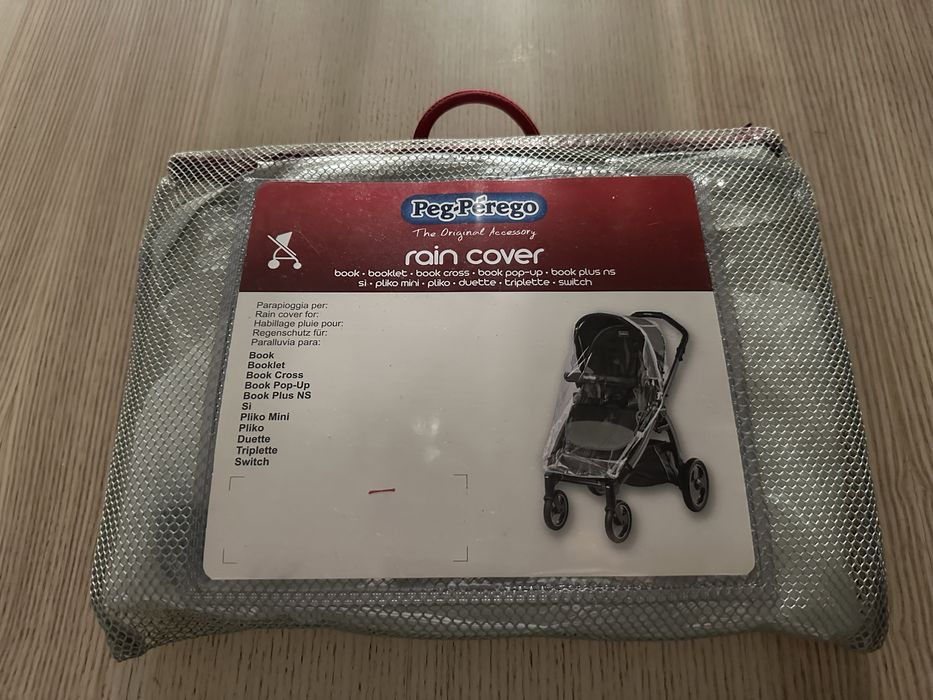 Peg-Pérego
The Original Accessory
rain cover
book • booklet • book cross • book pop-up • book plus ns
si • pliko mini • pliko • duette • triplette • switch
Parapioggia per:
Rain cover for:
Habillage pluie pour:
Regenschutz für:
Paralluvia para:
Book
Booklet
Book Cross
Book Pop-Up
Book Plus NS
Si
Pliko Mini
Pliko
Duette
Triplette
Switch